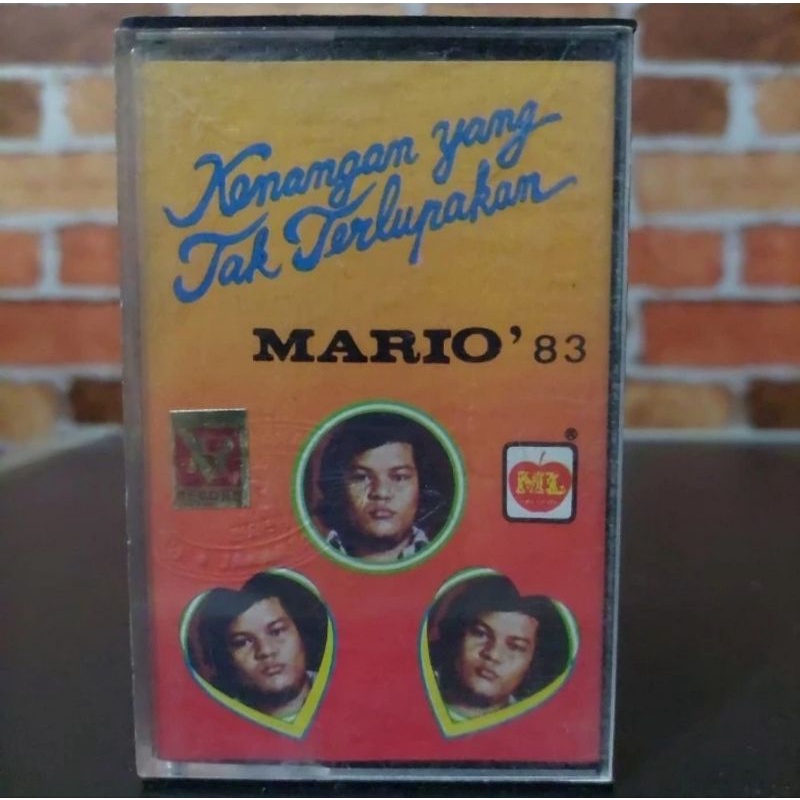 Kenangan yang
Tak Terlupakan
MARIO '83
ML
®